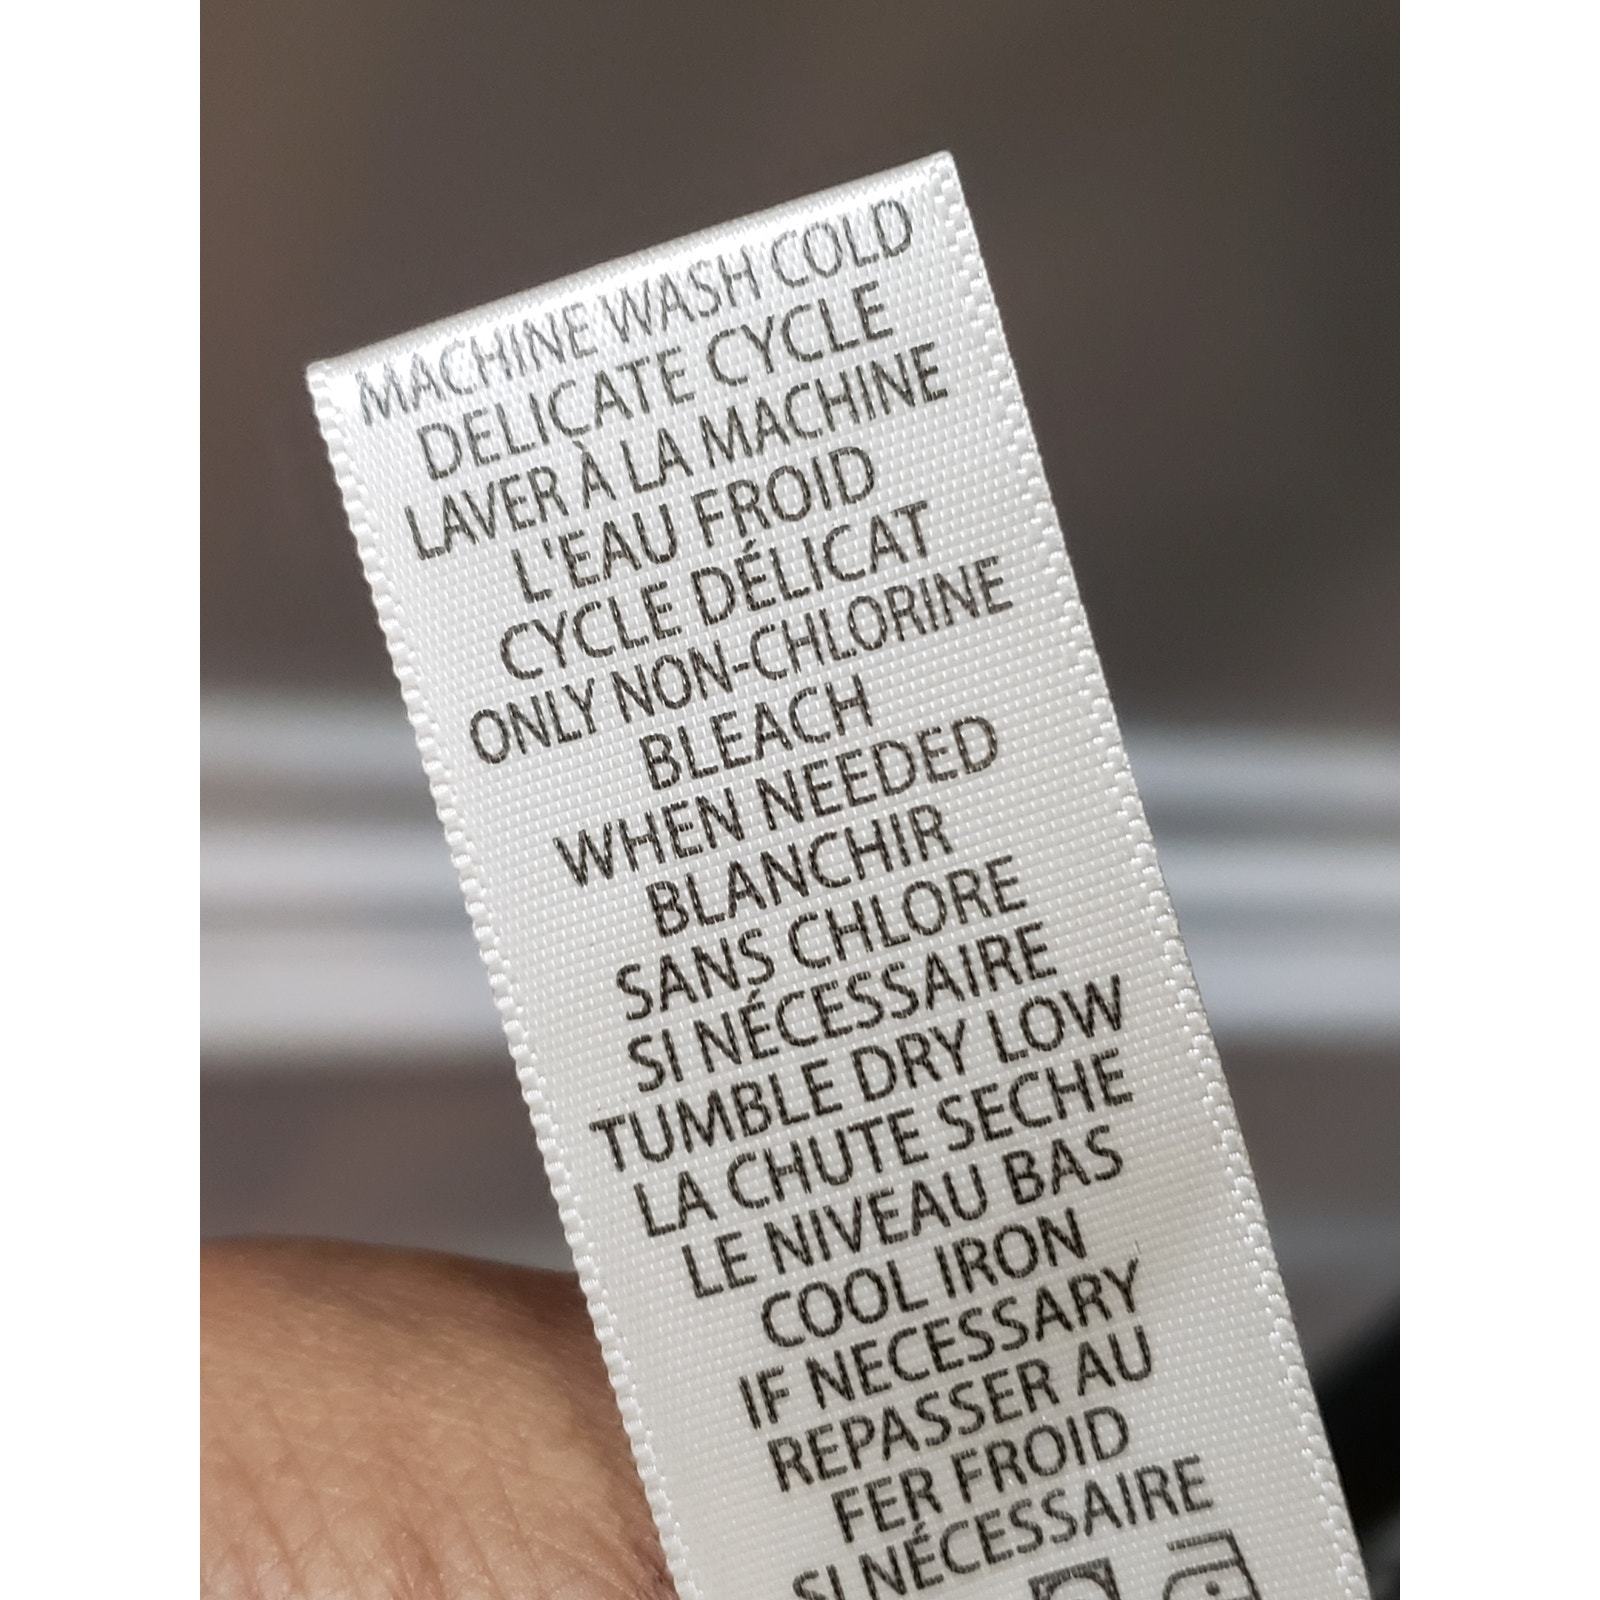 MACHINE WASH COLD
DELICATE CYCLE
LAVER À LA MACHINE
L'EAU FROID
CYCLE DÉLICAT
ONLY NON-CHLORINE
BLEACH
WHEN NEEDED
BLANCHIR
SANS CHLORE
SI NÉCESSAIRE
TUMBLE DRY LOW
LA CHUTE SECHE
LE NIVEAU BAS
COOL IRON
IF NECESSARY
REPASSER AU
FER FROID
SI NÉCESSAIRE